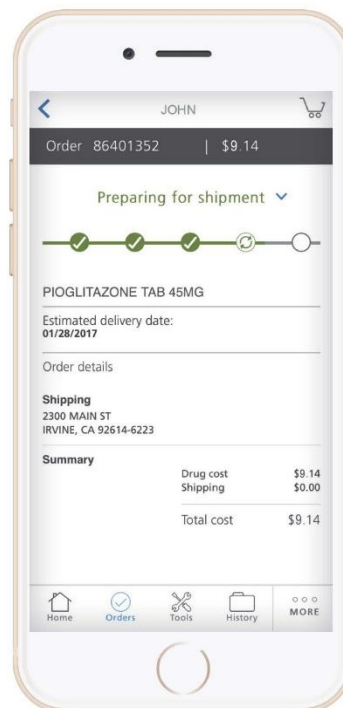 JOHN
Order 86401352 | $9.14
Preparing for shipment
PIOGLITAZONE TAB 45MG
Estimated delivery date:
01/28/2017
Order details
Shipping
2300 MAIN ST
IRVINE, CA 92614-6223
Summary
Drug cost $9.14
Shipping $0.00
Total cost $9.14
Home Orders Tools History MORE